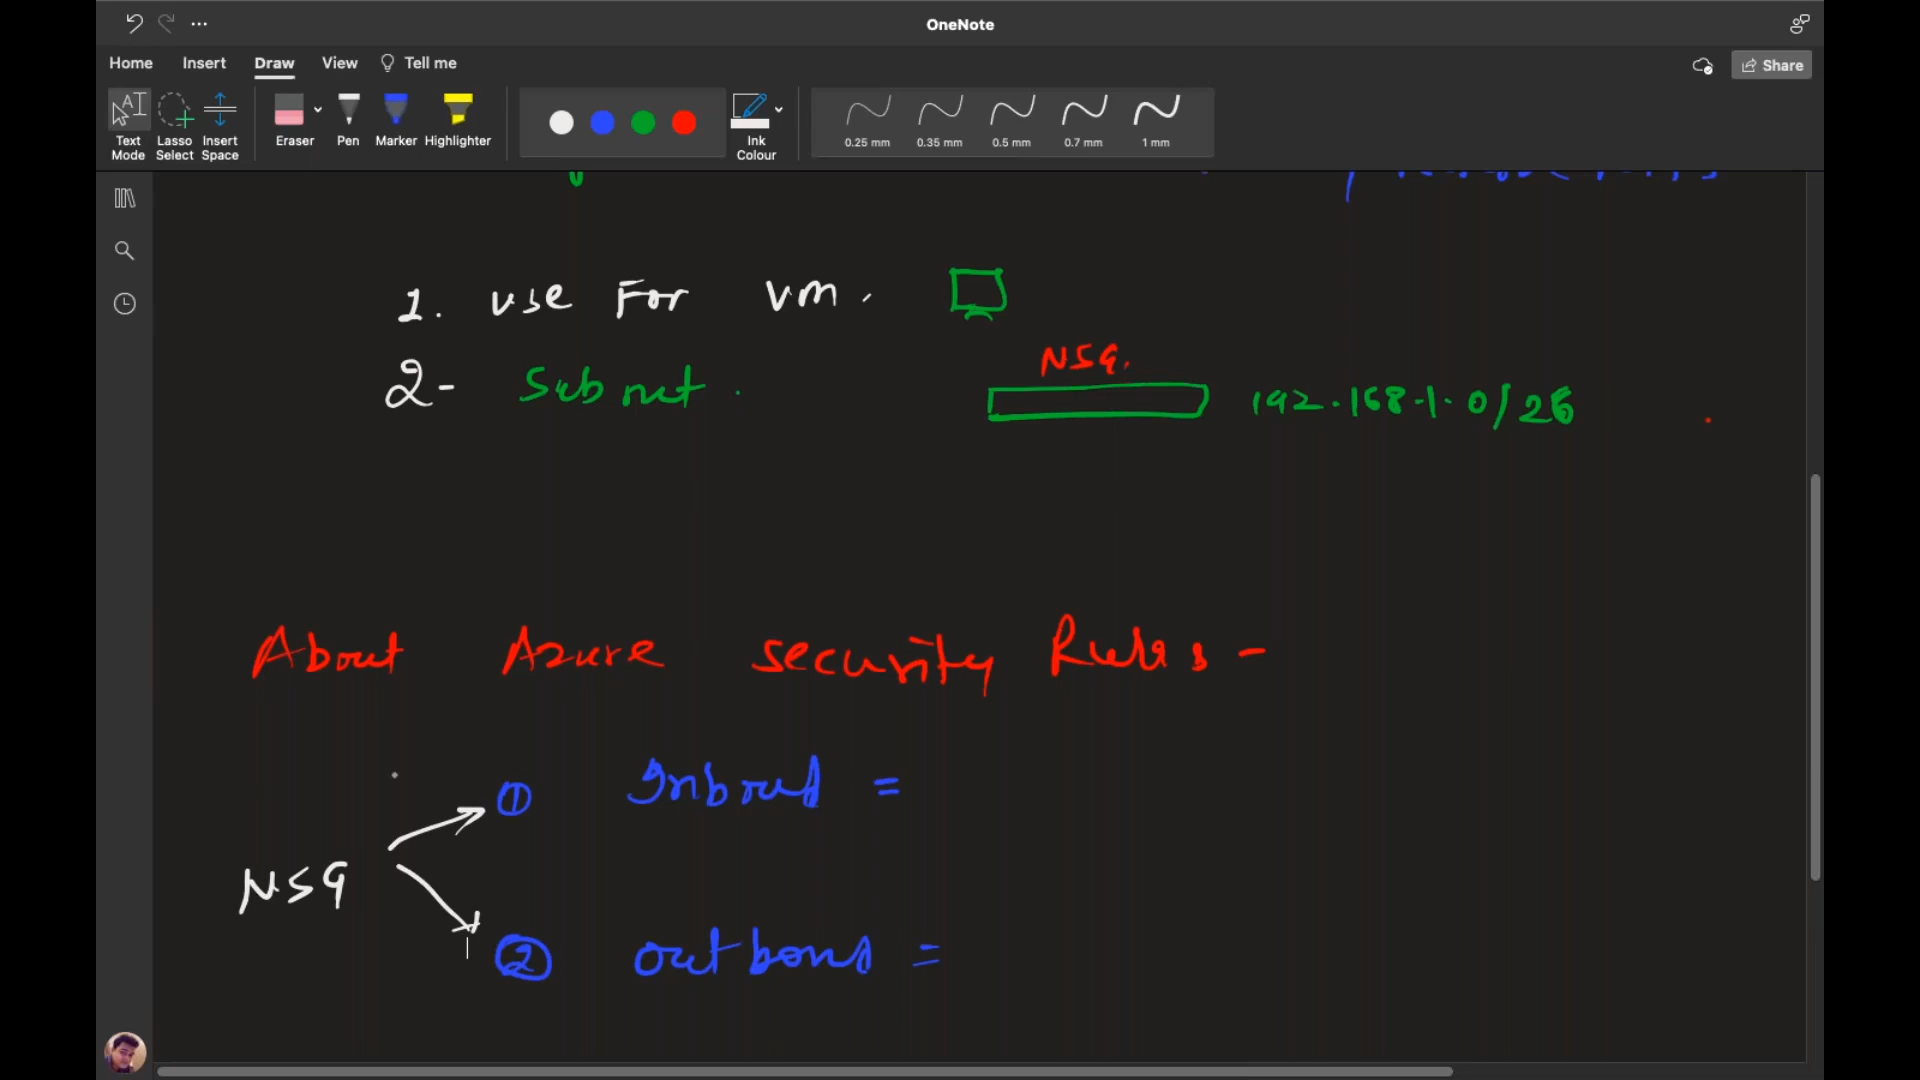 OneNote
Home Insert Draw View Tell me
Share
Text Mode
Lasso Select
Insert Space
Eraser
Pen
Marker
Highlighter
Ink Colour
0.25 mm
0.35 mm
0.5 mm
0.7 mm
1 mm
1. Use For Vm.
NSG.
2- Subnet. 192.168.1.0/26
About Azure security Rules -
① Inbound =
NSG
② outbound =